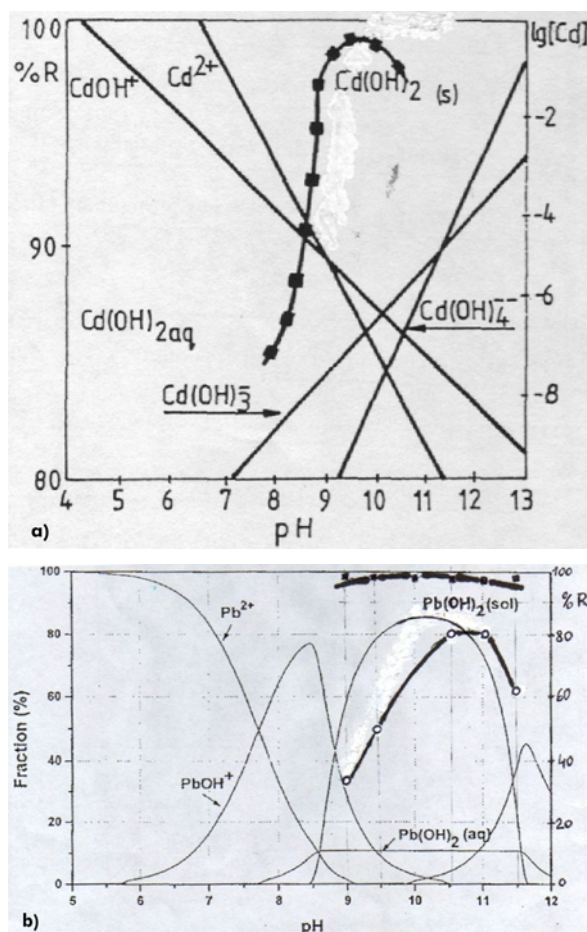 100
%R
lg[Cd]
CdOH+
Cd2+
Cd(OH)2 (s)
-2
-4
90
-6
Cd(OH)2aq
Cd(OH)4--
Cd(OH)3-
-8
80
4 5 6 7 8 9 10 11 12 13
pH
a)
100 100
%R
Pb2+
Pb(OH)2(sol)
80 80
Fraction (%)
60 60
40 40
PbOH+
20 20
Pb(OH)2 (aq)
0 0
5 6 7 8 9 10 11 12
pH
b)